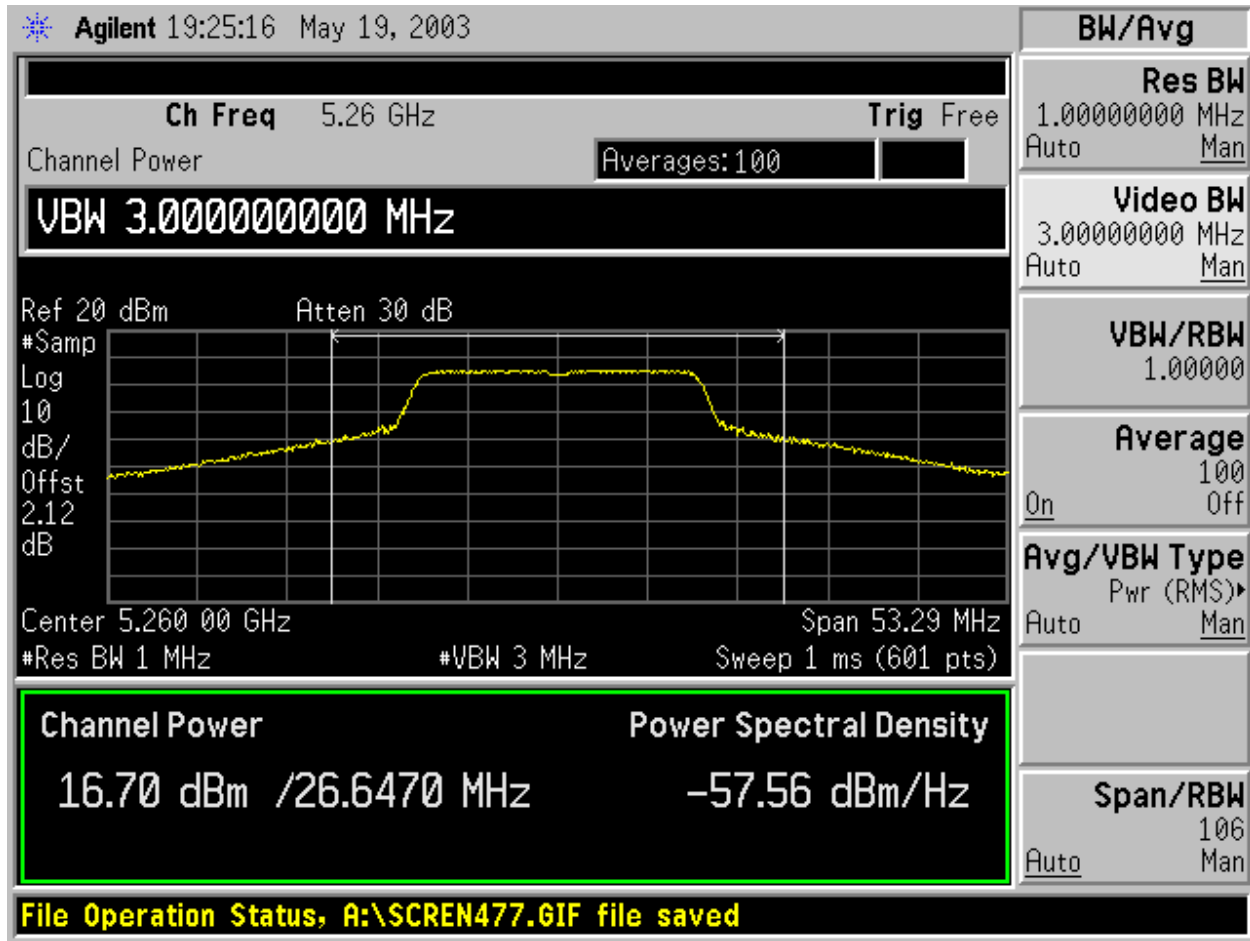 Agilent 19:25:16 May 19, 2003
Ch Freq 5.26 GHz Trig Free
Channel Power Averages: 100
VBW 3.000000000 MHz
Ref 20 dBm Atten 30 dB
#Samp
Log
10
dB/
Offst
2.12
dB
Center 5.260 00 GHz Span 53.29 MHz
#Res BW 1 MHz #VBW 3 MHz Sweep 1 ms (601 pts)
Channel Power Power Spectral Density
16.70 dBm /26.6470 MHz -57.56 dBm/Hz
File Operation Status, A:\SCREN477.GIF file saved
BW/Avg
Res BW
1.00000000 MHz
Auto Man
Video BW
3.00000000 MHz
Auto Man
VBW/RBW
1.00000
Average
100
On Off
Avg/VBW Type
Pwr (RMS)▸
Auto Man
Span/RBW
106
Auto Man